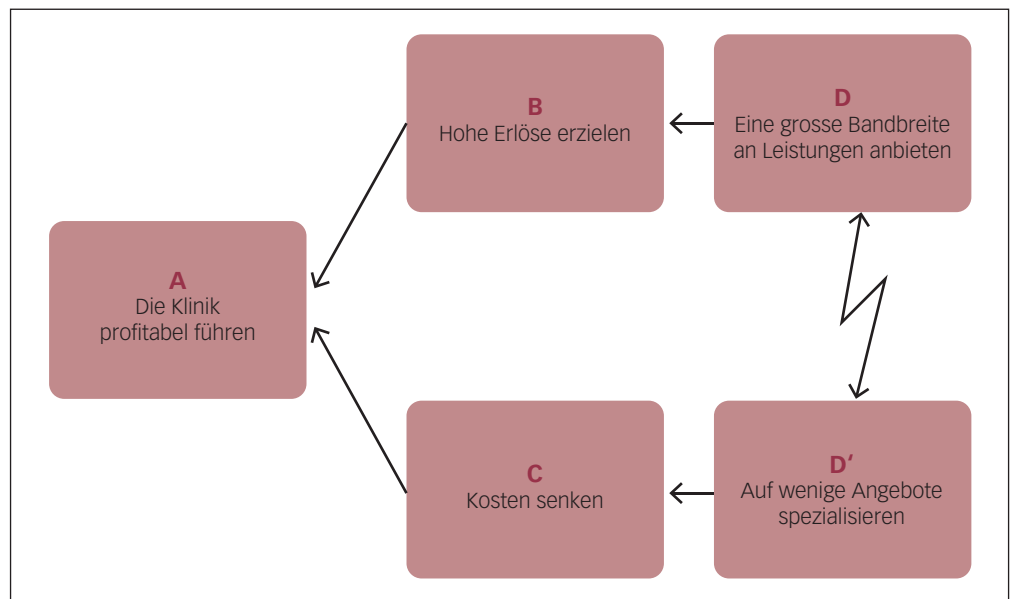 B
Hohe Erlöse erzielen
D
Eine grosse Bandbreite
an Leistungen anbieten
A
Die Klinik
profitabel führen
C
Kosten senken
D‘
Auf wenige Angebote
spezialisieren